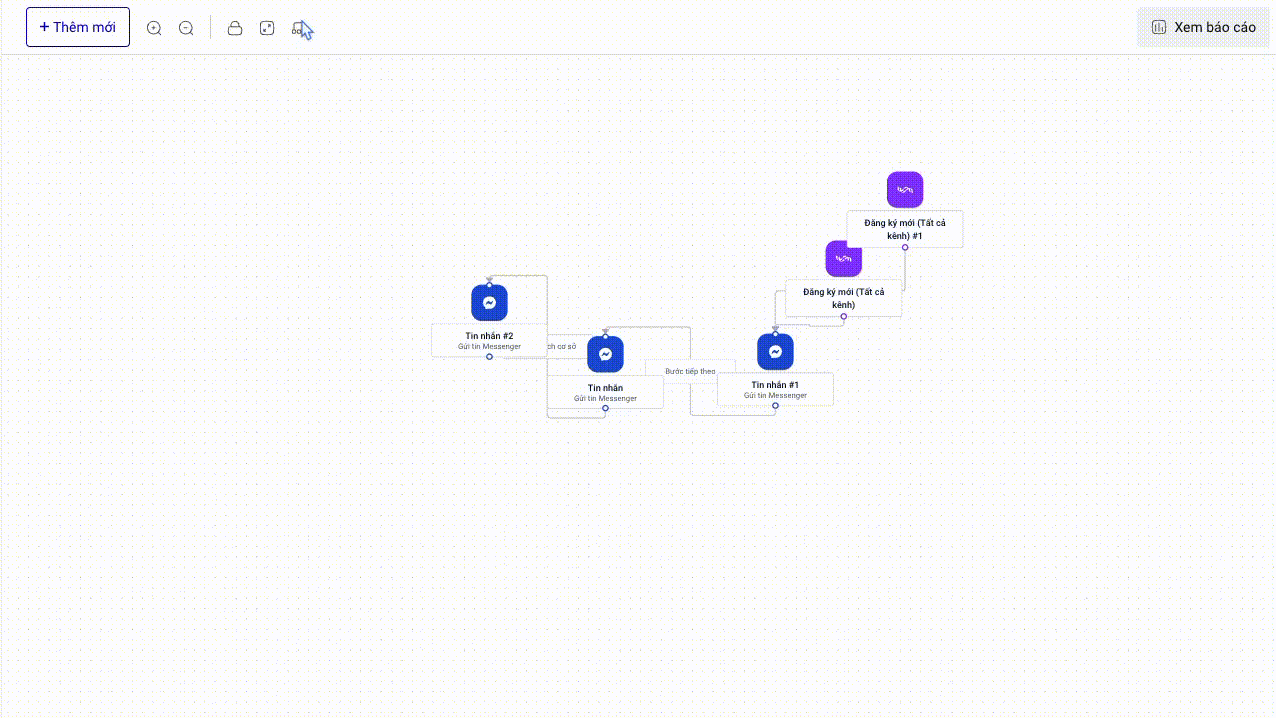 + Thêm mới
Xem báo cáo
Đăng ký mới (Tất cả
kênh) #1
Đăng ký mới (Tất cả
kênh)
Tin nhắn #2
Gửi tin Messenger
cơ sở
Tin nhắn
Gửi tin Messenger
Bước tiếp theo
Tin nhắn #1
Gửi tin Messenger